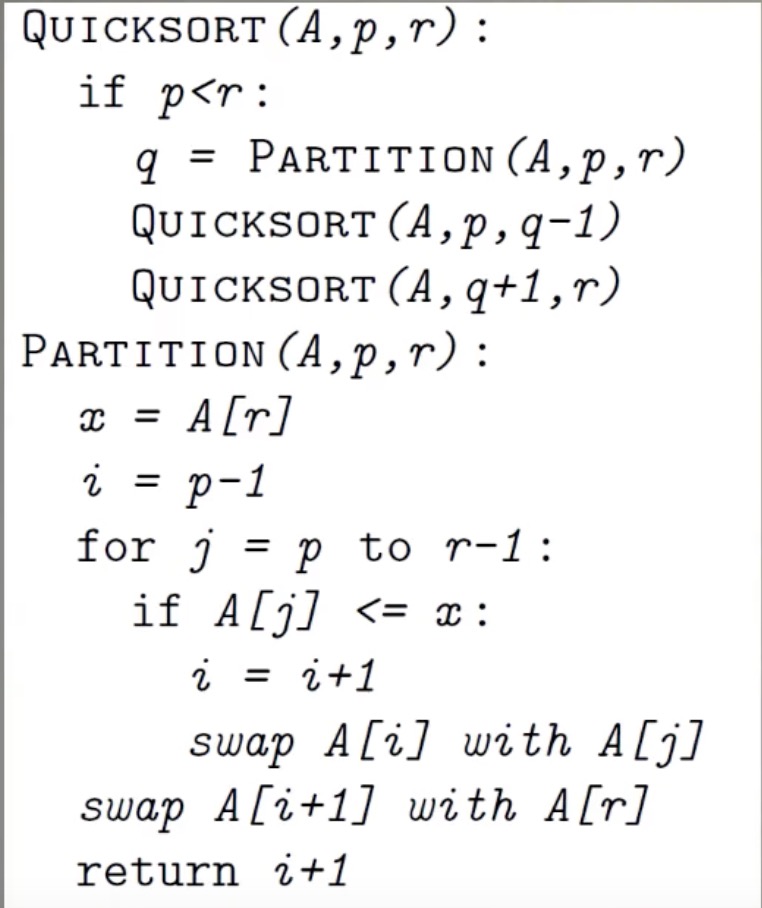 QUICKSORT(A,p,r):
if p<r:
q = PARTITION(A,p,r)
QUICKSORT(A,p,q-1)
QUICKSORT(A,q+1,r)
PARTITION(A,p,r):
x = A[r]
i = p-1
for j = p to r-1:
if A[j] <= x:
i = i+1
swap A[i] with A[j]
swap A[i+1] with A[r]
return i+1